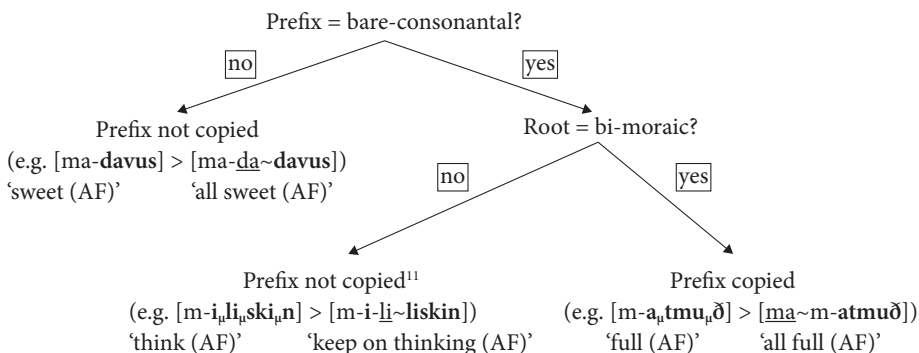 Prefix = bare-consonantal?
no
yes
Prefix not copied
(e.g. [ma-davus] > [ma-da~davus])
‘sweet (AF)’ ‘all sweet (AF)’
Root = bi-moraic?
no
yes
Prefix not copied¹¹
(e.g. [m-iμliμskiμn] > [m-i-li~liskin])
‘think (AF)’ ‘keep on thinking (AF)’
Prefix copied
(e.g. [m-aμtmuμð] > [ma~m-atmuð])
‘full (AF)’ ‘all full (AF)’